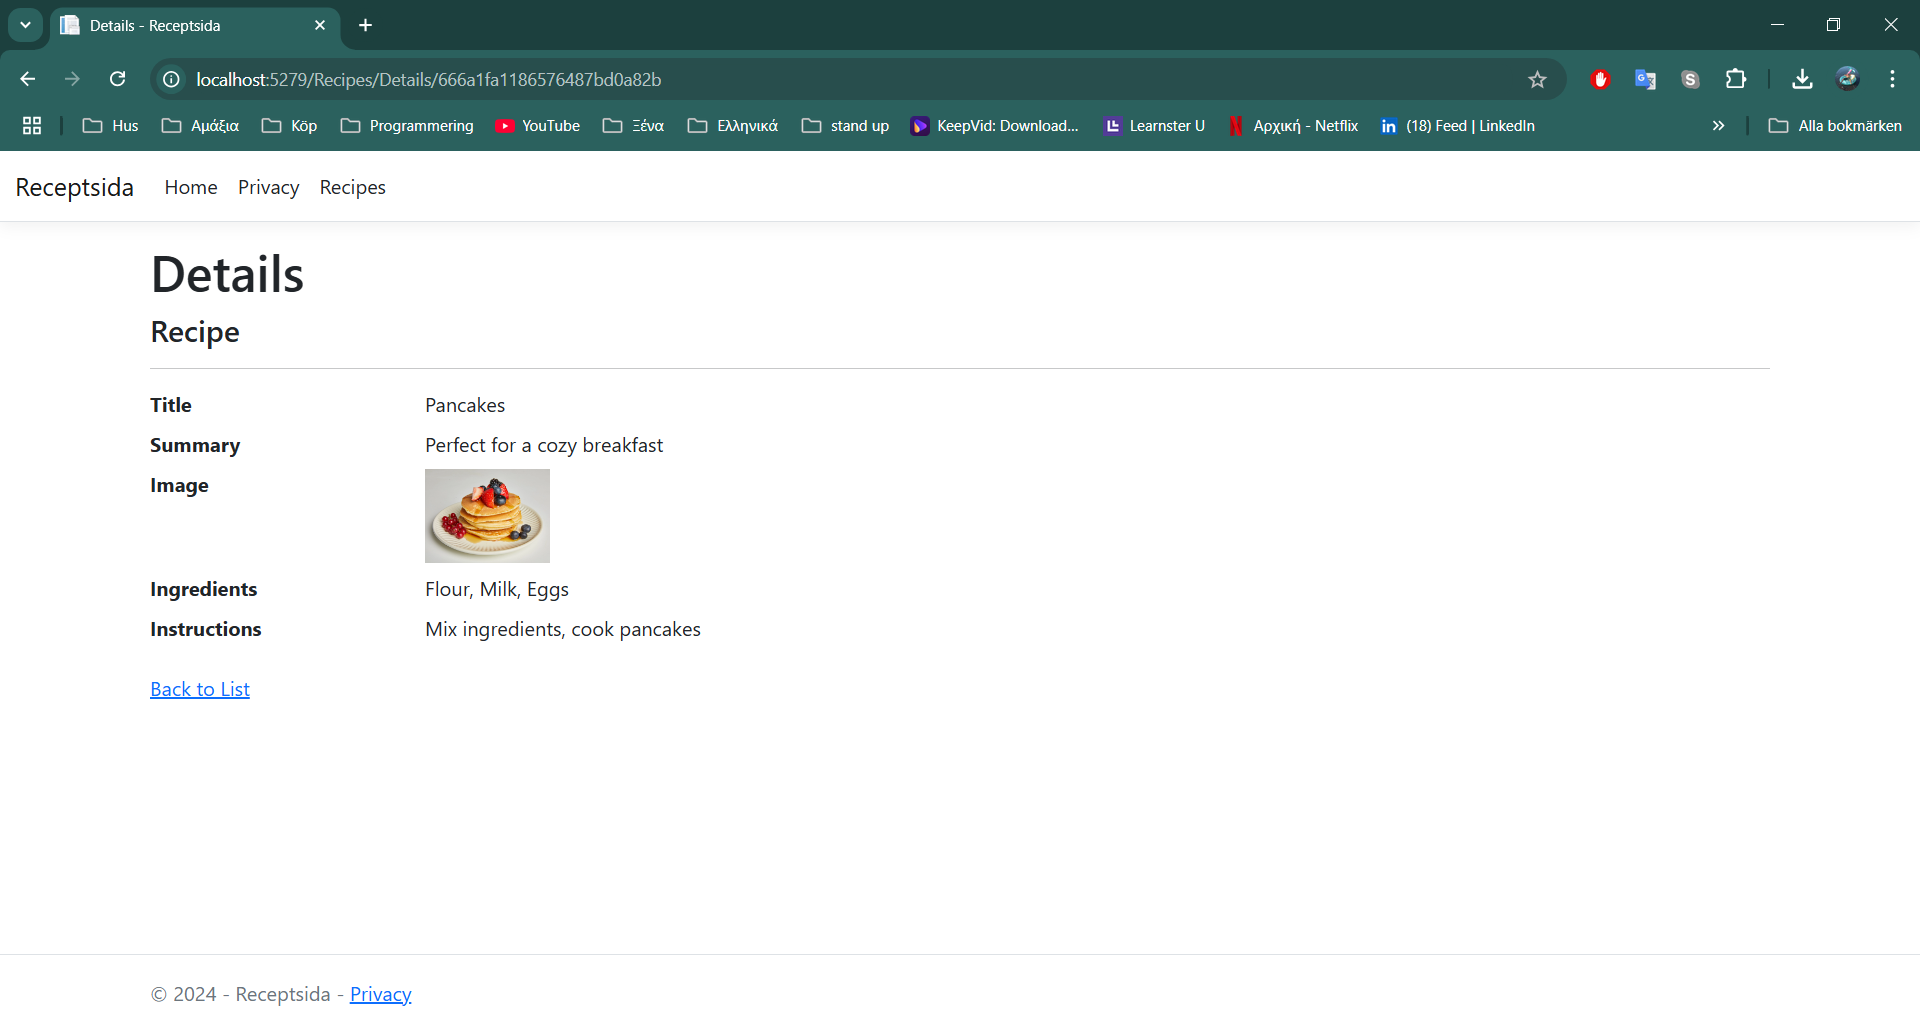 Details - Receptsida
localhost:5279/Recipes/Details/666a1fa1186576487bd0a82b
Hus Αμάξια Köp Programmering YouTube Ξένα Ελληνικά stand up KeepVid: Download... Learnster U Αρχική - Netflix (18) Feed | LinkedIn Alla bokmärken
Receptsida Home Privacy Recipes
Details
Recipe
Title Pancakes
Summary Perfect for a cozy breakfast
Image
Ingredients Flour, Milk, Eggs
Instructions Mix ingredients, cook pancakes
Back to List
© 2024 - Receptsida - Privacy